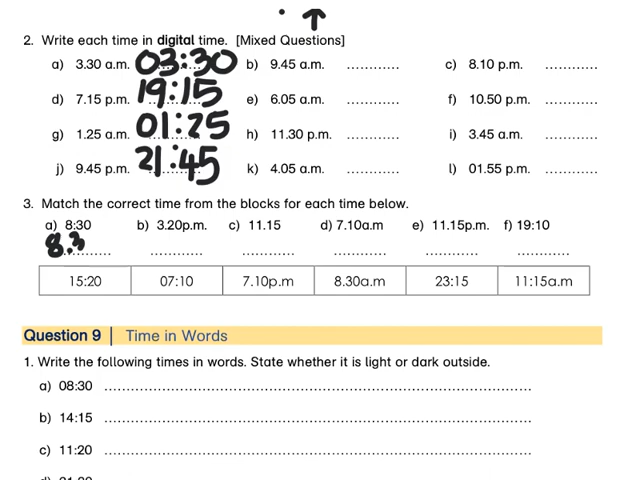 2. Write each time in digital time. [Mixed Questions]
a) 3.30 a.m. 03:30 b) 9.45 a.m. ............ c) 8.10 p.m. ............
d) 7.15 p.m. 19:15 e) 6.05 a.m. ............ f) 10.50 p.m. ............
g) 1.25 a.m. 01:25 h) 11.30 p.m. ............ i) 3.45 a.m. ............
j) 9.45 p.m. 21:45 k) 4.05 a.m. ............ l) 01.55 p.m. ............
3. Match the correct time from the blocks for each time below.
a) 8:30 b) 3.20p.m. c) 11.15 d) 7.10a.m e) 11.15p.m. f) 19:10
8.3 ............ ............ ............ ............ ............
15:20 07:10 7.10p.m 8.30a.m 23:15 11:15a.m
Question 9 | Time in Words
1. Write the following times in words. State whether it is light or dark outside.
a) 08:30 ............
b) 14:15 ............
c) 11:20 ............